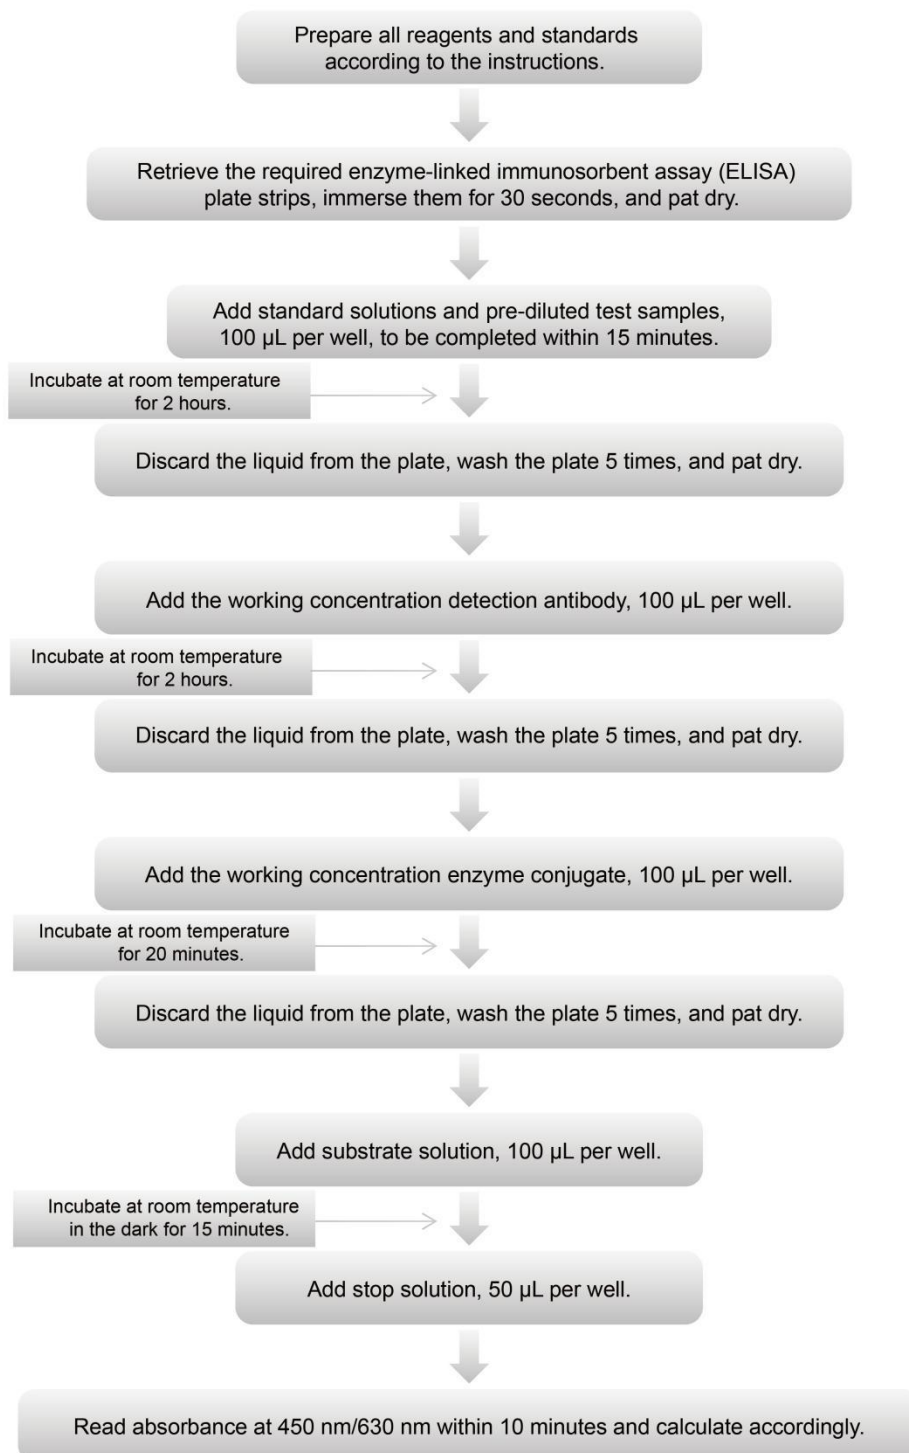 Prepare all reagents and standards
according to the instructions.
Retrieve the required enzyme-linked immunosorbent assay (ELISA)
plate strips, immerse them for 30 seconds, and pat dry.
Add standard solutions and pre-diluted test samples,
100 µL per well, to be completed within 15 minutes.
Incubate at room temperature
for 2 hours.
Discard the liquid from the plate, wash the plate 5 times, and pat dry.
Add the working concentration detection antibody, 100 µL per well.
Incubate at room temperature
for 2 hours.
Discard the liquid from the plate, wash the plate 5 times, and pat dry.
Add the working concentration enzyme conjugate, 100 µL per well.
Incubate at room temperature
for 20 minutes.
Discard the liquid from the plate, wash the plate 5 times, and pat dry.
Add substrate solution, 100 µL per well.
Incubate at room temperature
in the dark for 15 minutes.
Add stop solution, 50 µL per well.
Read absorbance at 450 nm/630 nm within 10 minutes and calculate accordingly.